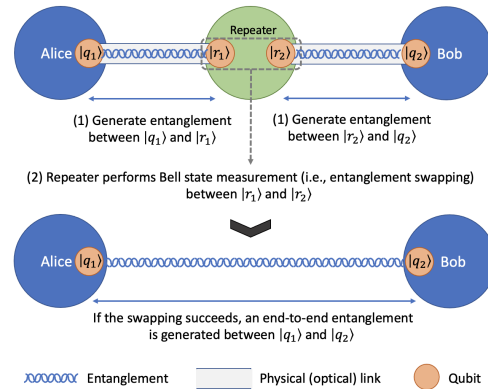 Repeater
Alice |q₁⟩ |r₁⟩ |r₂⟩ |q₂⟩ Bob
(1) Generate entanglement
between |q₁⟩ and |r₁⟩
(1) Generate entanglement
between |r₂⟩ and |q₂⟩
(2) Repeater performs Bell state measurement (i.e., entanglement swapping)
between |r₁⟩ and |r₂⟩
Alice |q₁⟩ |q₂⟩ Bob
If the swapping succeeds, an end-to-end entanglement
is generated between |q₁⟩ and |q₂⟩
Entanglement Physical (optical) link Qubit